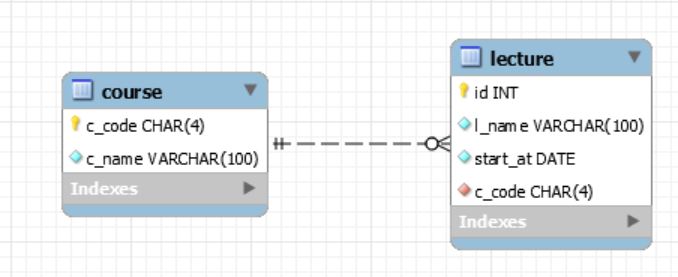 course
c_code CHAR(4)
c_name VARCHAR(100)
Indexes
lecture
id INT
l_name VARCHAR(100)
start_at DATE
c_code CHAR(4)
Indexes